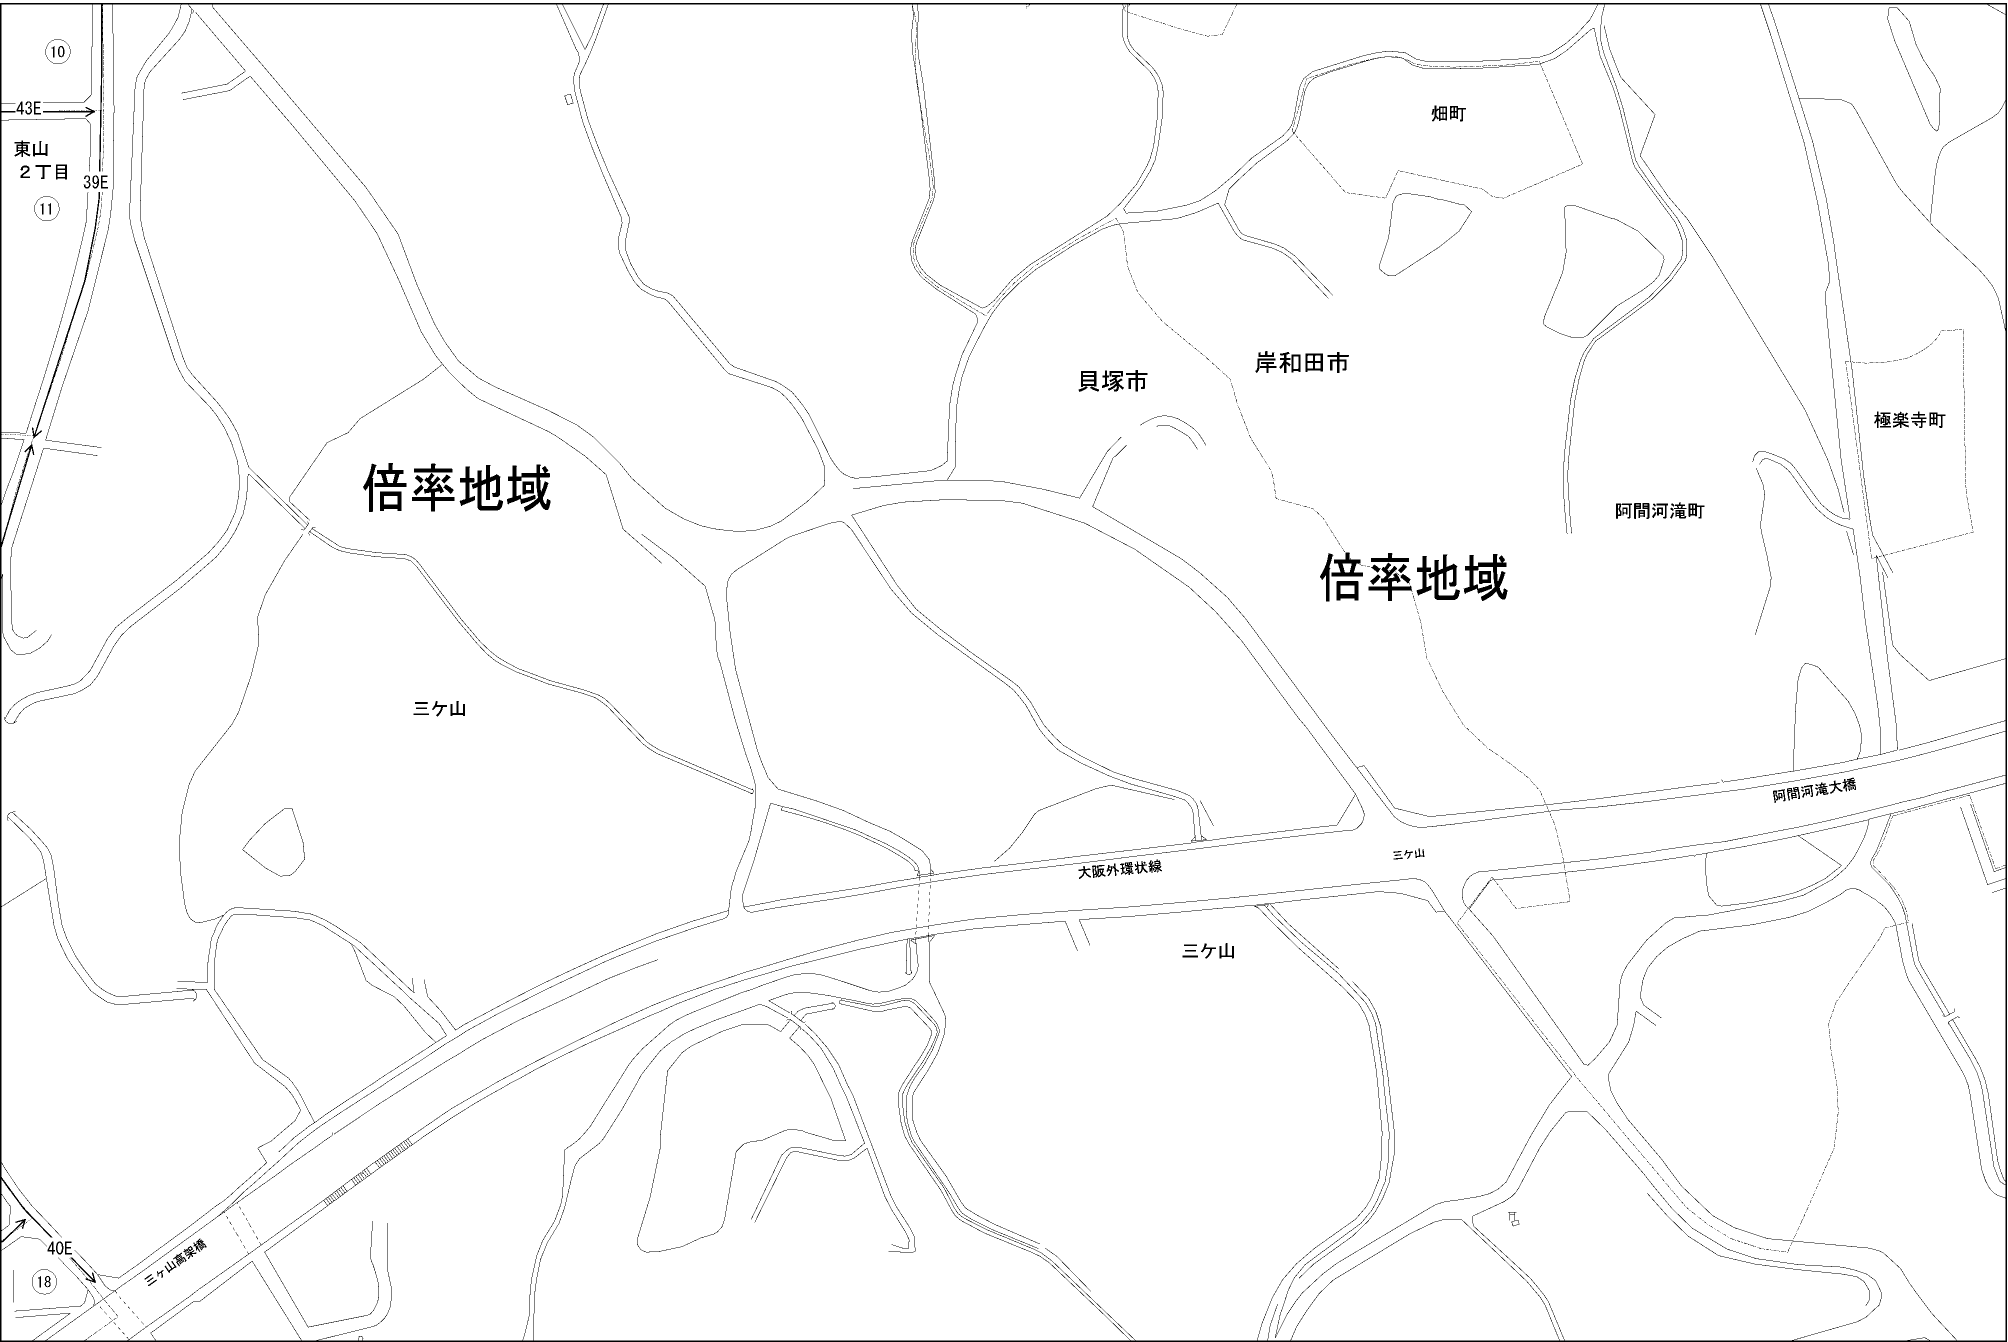 10
43E
東山
2丁目
39E
11
畑町
岸和田市
貝塚市
極楽寺町
倍率地域
阿間河滝町
倍率地域
三ケ山
阿間河滝大橋
三ケ山
大阪外環状線
三ケ山
40E
三ヶ山高架橋
18